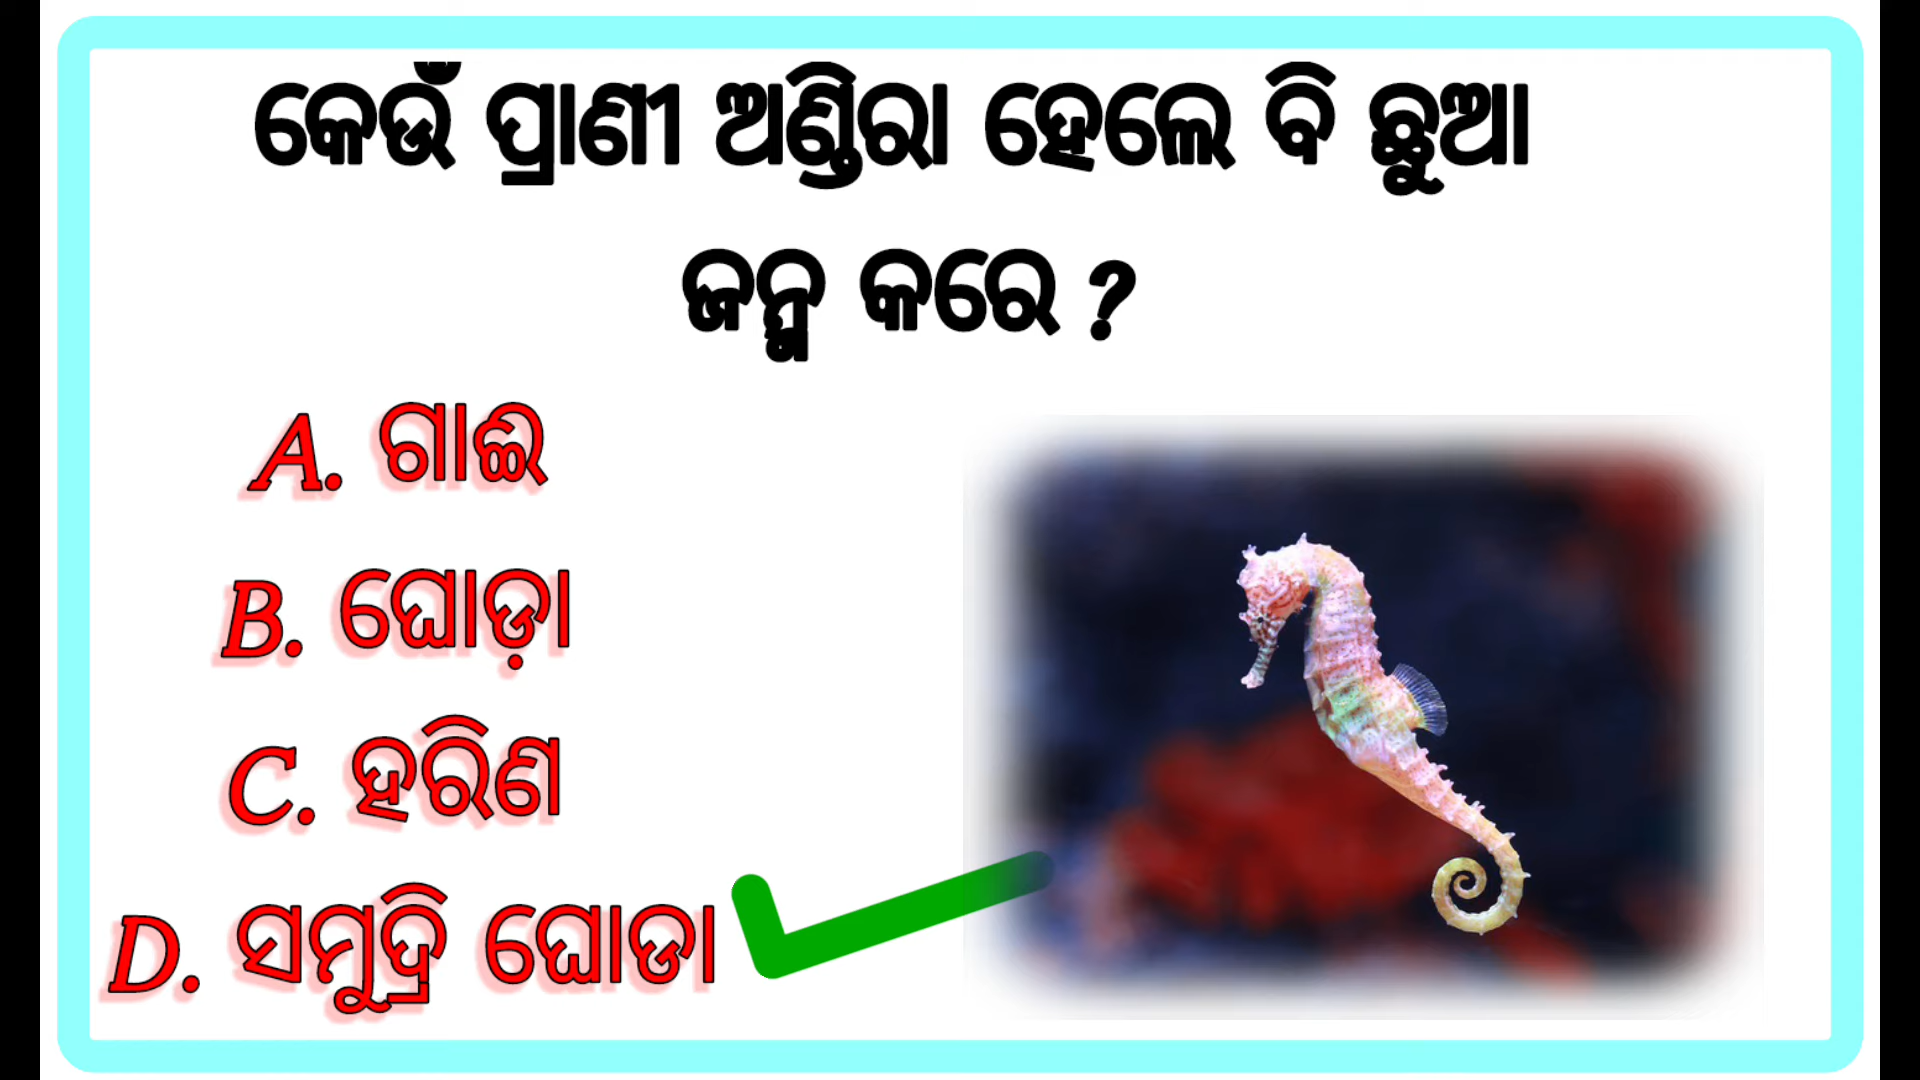 କେଉଁ ପ୍ରାଣୀ ଅଣ୍ଡିରା ହେଲେ ବି ଛୁଆ
ଜନ୍ମ କରେ ?
A. ଗାଈ
B. ଘୋଡ଼ା
C. ହରିଣ
D. ସମୁଦ୍ରି ଘୋଡା